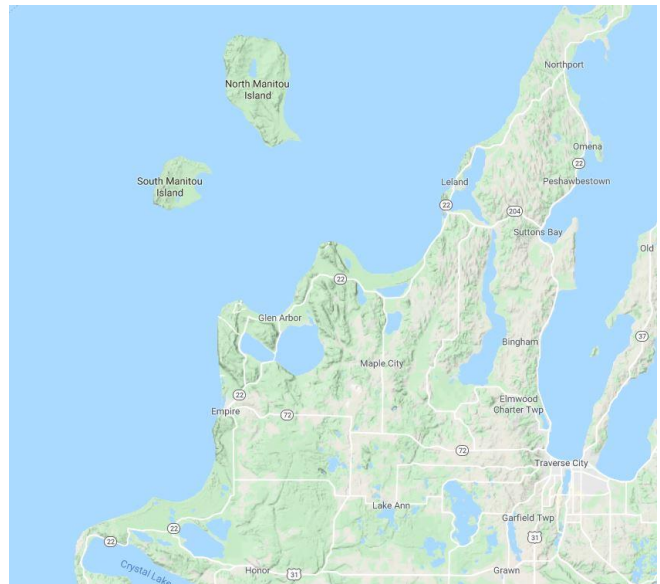 Northport
North Manitou
Island
Omena
22
Leland
Peshawbestown
South Manitou
Island
22
204
Suttons Bay
Old
22
Glen Arbor
37
Bingham
Maple City
22
Elmwood
Charter Twp
Empire
72
72
Traverse City
Lake Ann
Garfield Twp
22
31
22
Crystal Lake
Honor
31
Grawn